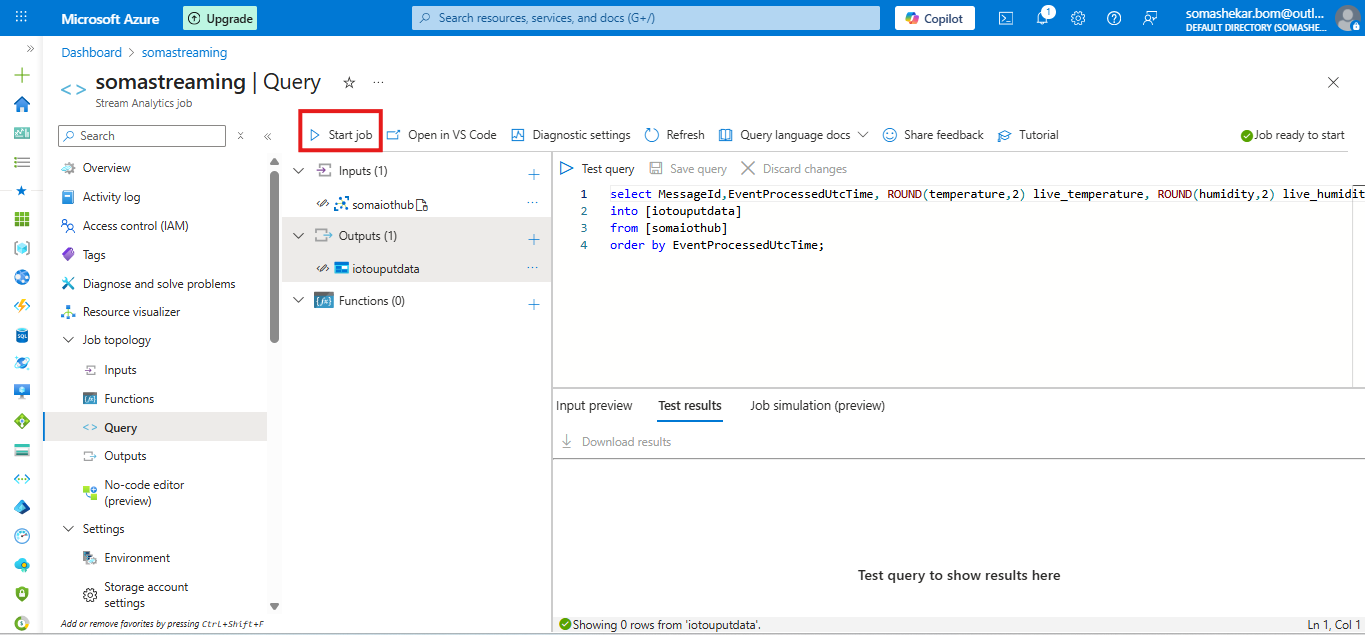 Microsoft Azure
Upgrade
Search resources, services, and docs (G+/)
Copilot
1
somashekar.bom@outl...
DEFAULT DIRECTORY (SOMASHE...
Dashboard > somastreaming
somastreaming | Query
Stream Analytics job
Search
Start job
Open in VS Code
Diagnostic settings
Refresh
Query language docs
Share feedback
Tutorial
Job ready to start
Overview
Activity log
Access control (IAM)
Tags
Diagnose and solve problems
Resource visualizer
Job topology
Inputs
Functions
Query
Outputs
No-code editor
(preview)
Settings
Environment
Storage account
settings
Add or remove favorites by pressing Ctrl+Shift+F
Inputs (1)
somaiothub
Outputs (1)
iotouputdata
Functions (0)
Test query
Save query
Discard changes
1 select MessageId,EventProcessedUtcTime, ROUND(temperature,2) live_temperature, ROUND(humidity,2) live_humidit
2 into [iotouputdata]
3 from [somaiothub]
4 order by EventProcessedUtcTime;
Input preview
Test results
Job simulation (preview)
Download results
Test query to show results here
Showing 0 rows from 'iotouputdata'.
Ln 1, Col 1